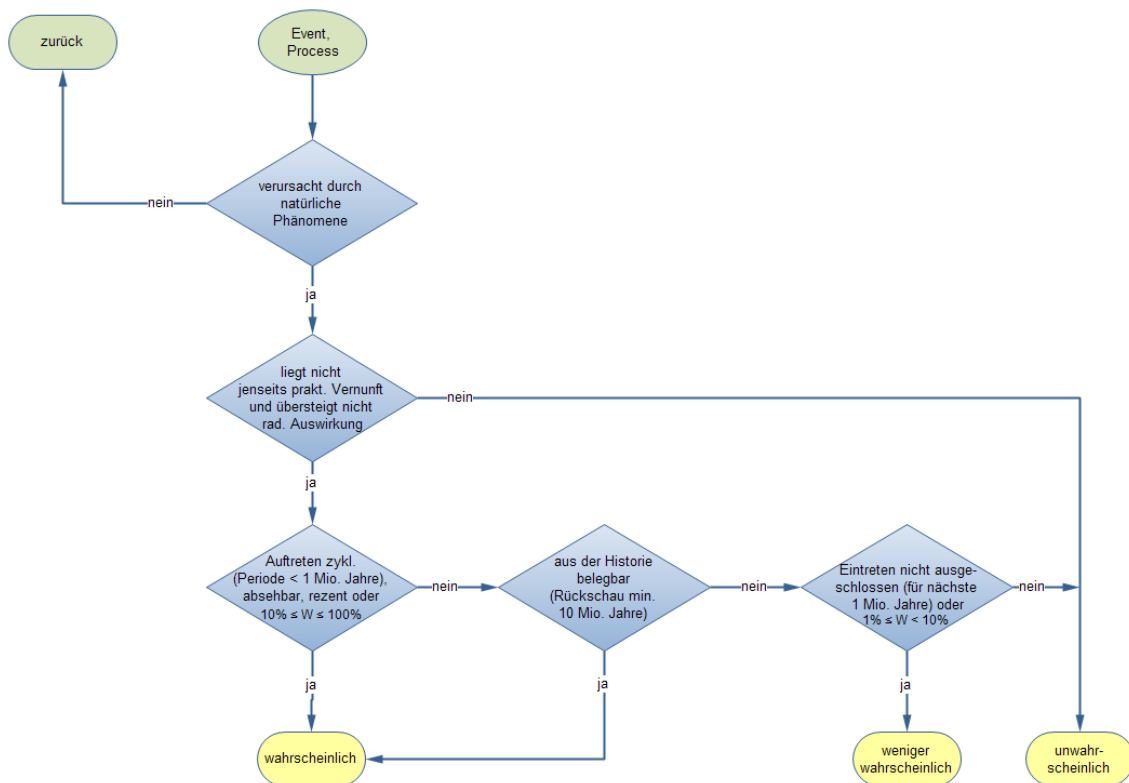 zurück
Event,
Process
verursacht durch
natürliche
Phänomene
nein
ja
liegt nicht
jenseits prakt. Vernunft
und übersteigt nicht
rad. Auswirkung
nein
ja
Auftreten zykl.
(Periode < 1 Mio. Jahre),
absehbar, rezent oder
10% ≤ W ≤ 100%
nein
aus der Historie
belegbar
(Rückschau min.
10 Mio. Jahre)
nein
Eintreten nicht ausge-
schlossen (für nächste
1 Mio. Jahre) oder
1% ≤ W < 10%
nein
ja
ja
ja
wahrscheinlich
weniger
wahrscheinlich
unwahr-
scheinlich